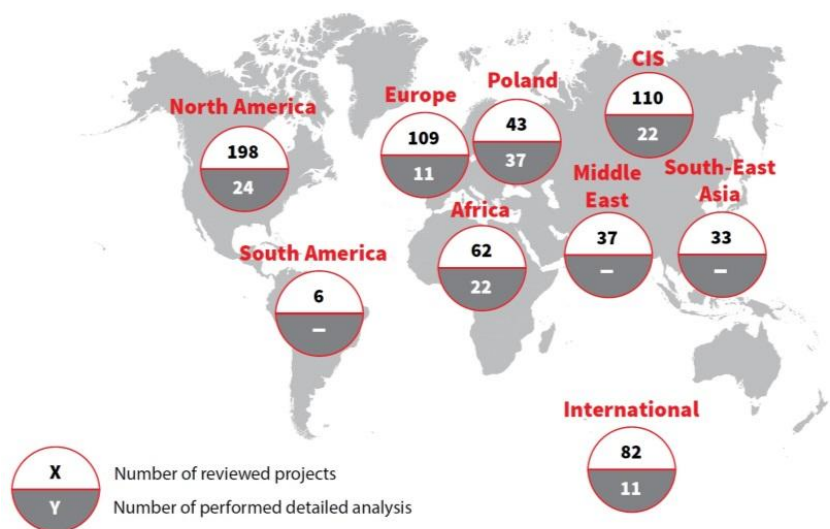 CIS
110
22
Poland
43
37
Europe
109
11
North America
198
24
Middle
East
37
–
South-East
Asia
33
–
Africa
62
22
South America
6
–
International
82
11
X
Number of reviewed projects
Y
Number of performed detailed analysis